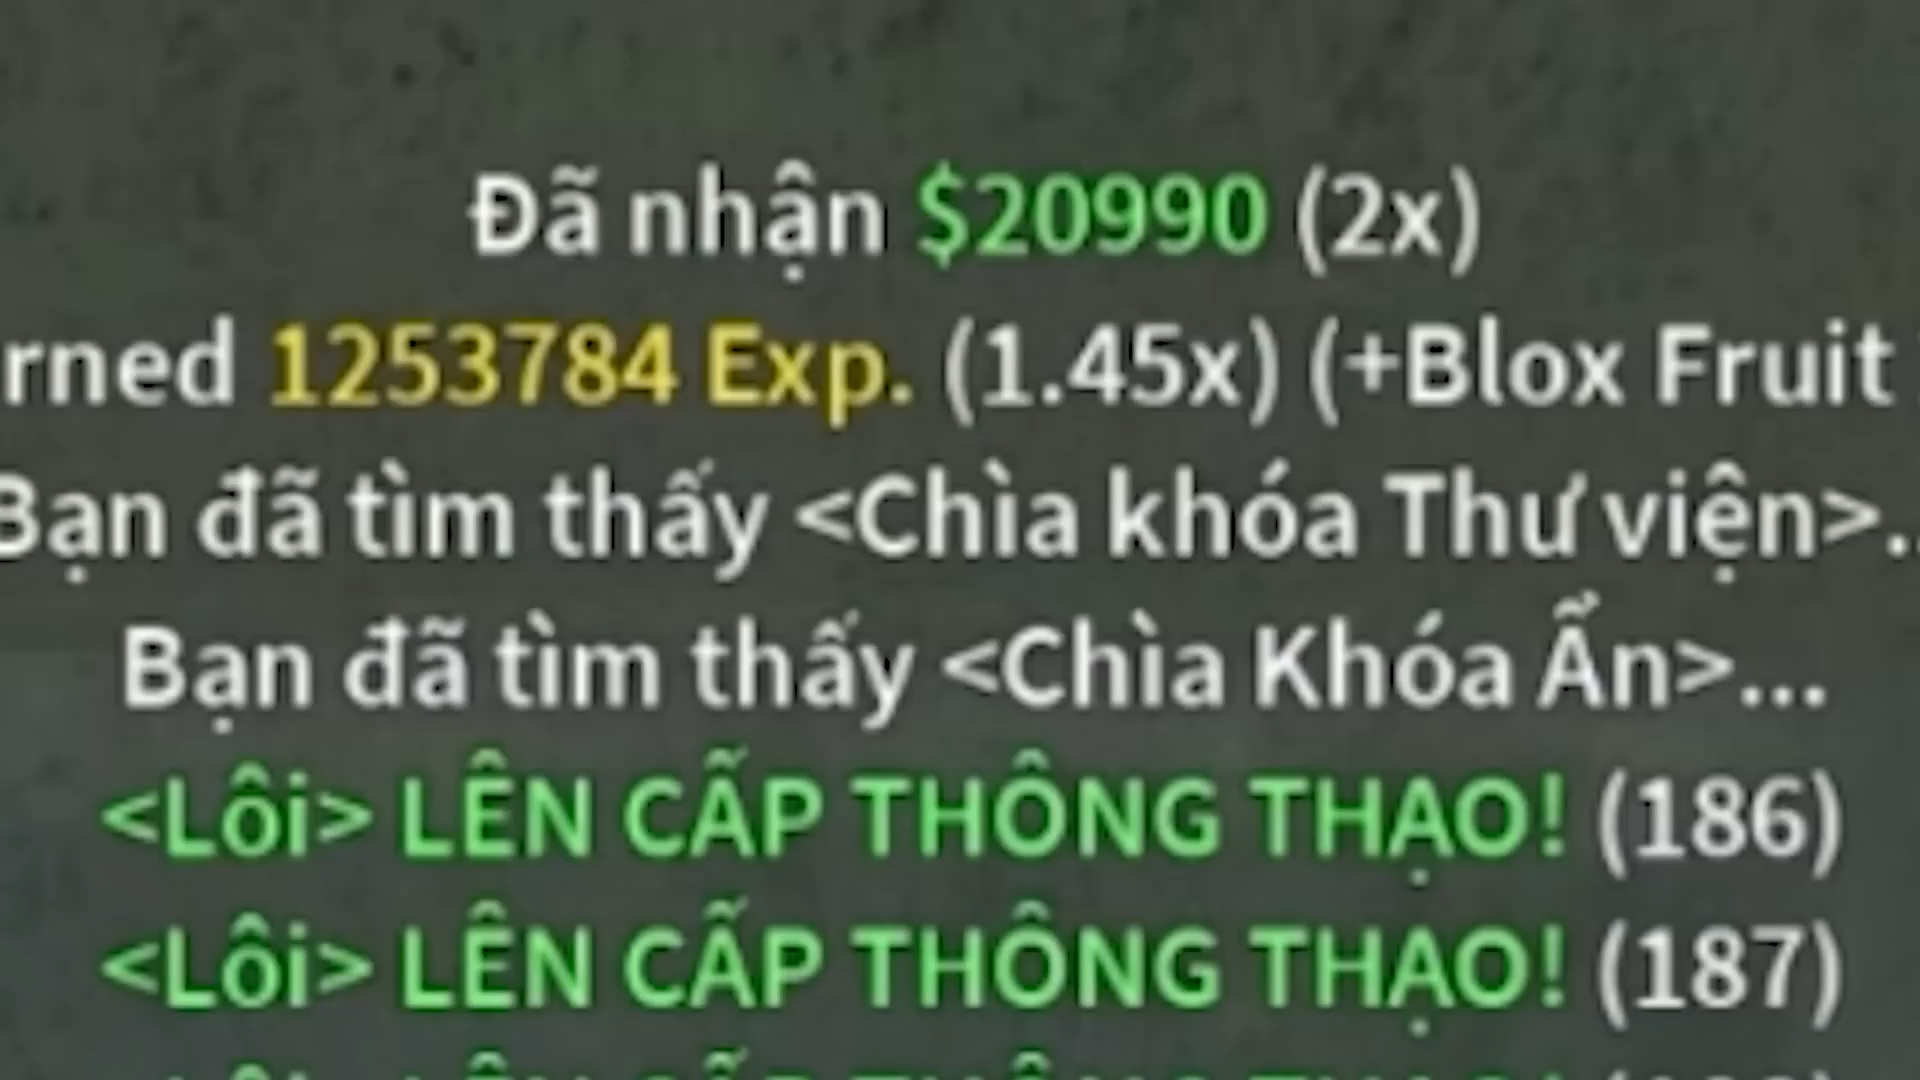 Đã nhận $20990 (2x)
rned 1253784 Exp. (1.45x) (+Blox Fruit
Bạn đã tìm thấy <Chìa khóa Thư viện>..
Bạn đã tìm thấy <Chìa Khóa Ẩn>...
<Lôi> LÊN CẤP THÔNG THẠO! (186)
<Lôi> LÊN CẤP THÔNG THẠO! (187)